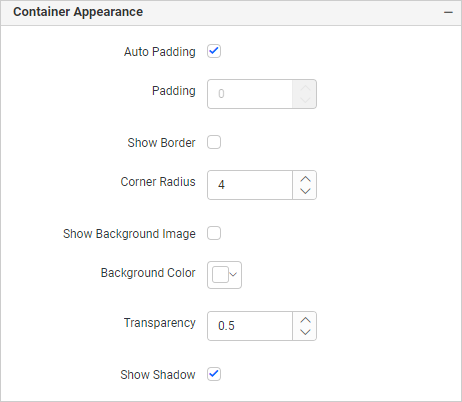 Container Appearance
Auto Padding
Padding 0
Show Border
Corner Radius 4
Show Background Image
Background Color
Transparency 0.5
Show Shadow